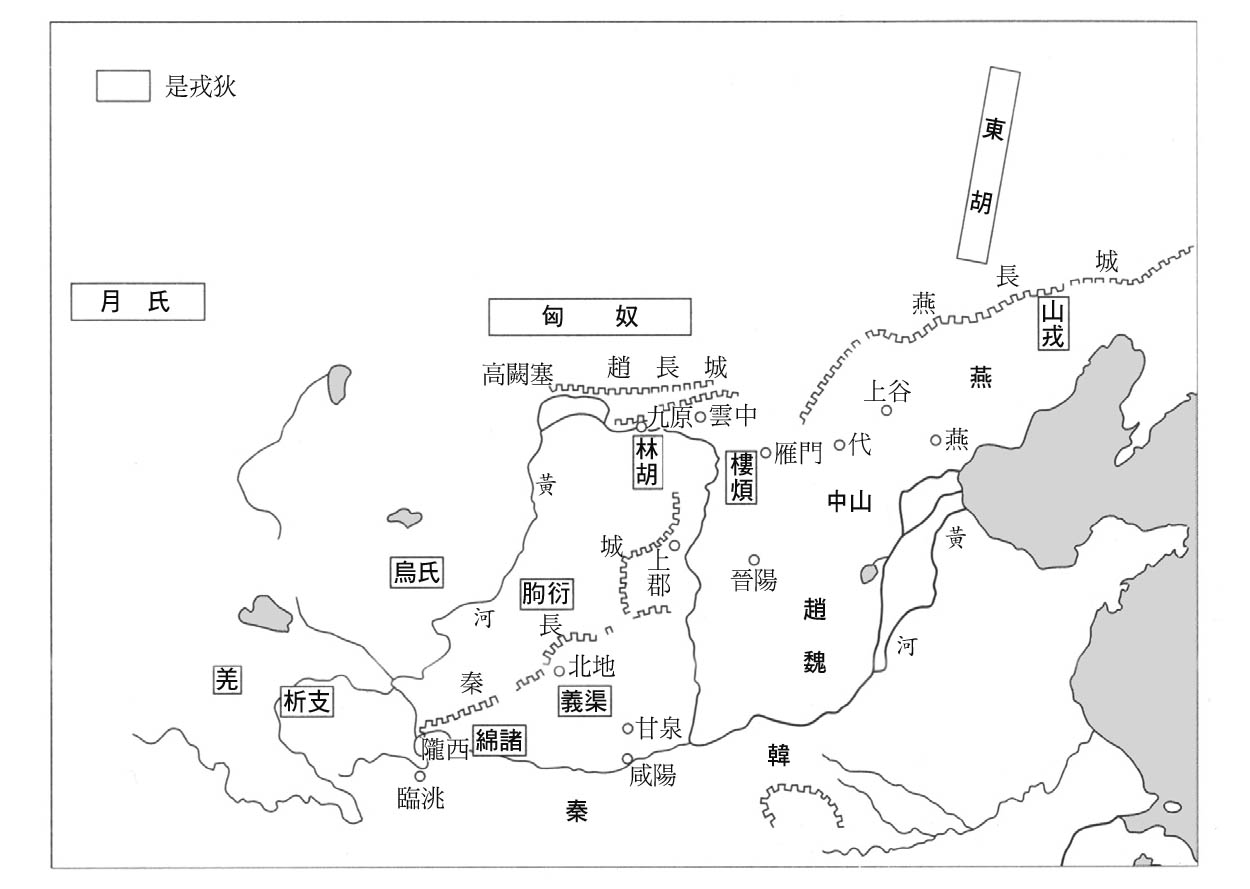 是戎狄
東胡
月氏
匈奴
燕長城
山戎
高闕塞
趙長城
燕
上谷
九原
雲中
林胡
樓煩
雁門
代
燕
黃
中山
黃
城
上郡
烏氏
朐衍
晉陽
長
河
趙
魏
河
北地
秦
羌
析支
義渠
綿諸
甘泉
隴西
韓
咸陽
臨洮
秦